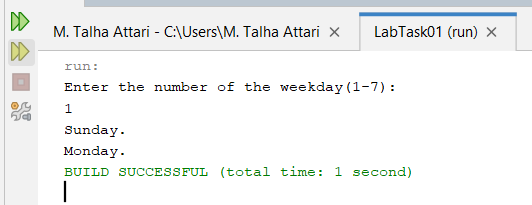 M. Talha Attari - C:\Users\M. Talha Attari × LabTask01 (run) ×
run:
Enter the number of the weekday(1-7):
1
Sunday.
Monday.
BUILD SUCCESSFUL (total time: 1 second)